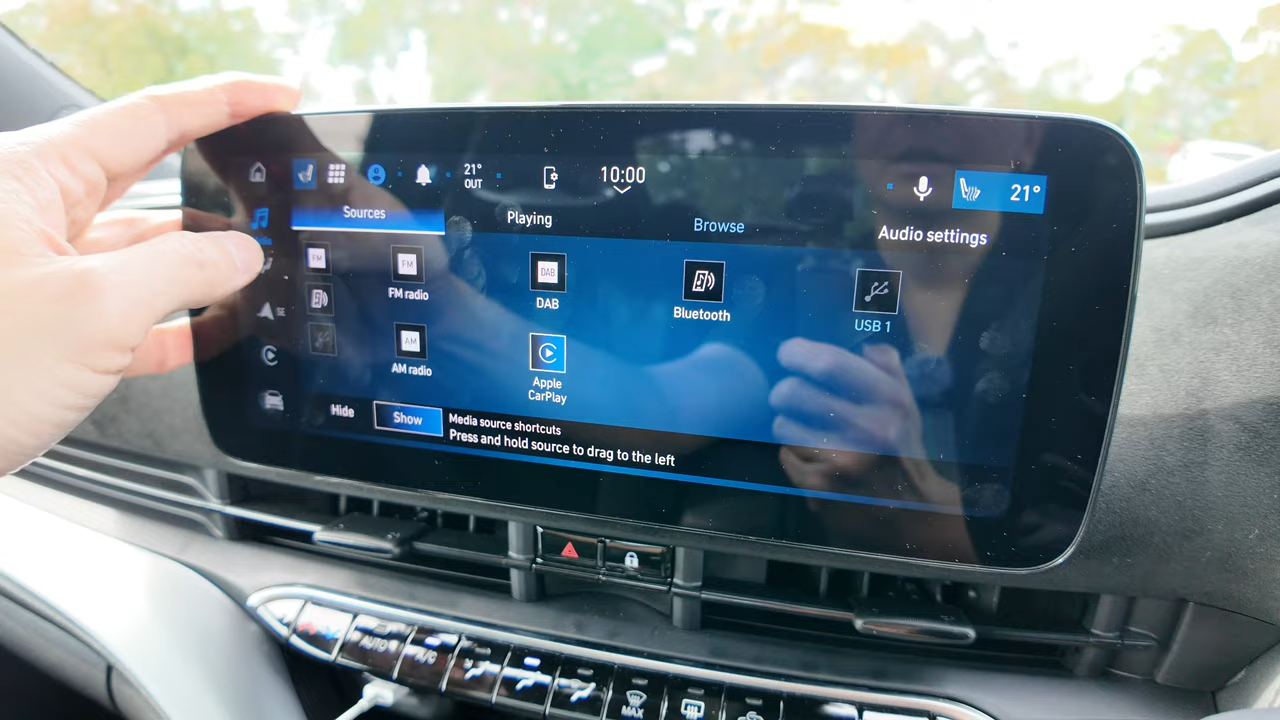 21°
OUT
10:00
21°
Sources
Playing
Browse
Audio settings
FM
FM
FM radio
DAB
DAB
Bluetooth
USB 1
AM
AM radio
Apple
CarPlay
Hide
Show
Media source shortcuts
Press and hold source to drag to the left
AUTO
A/C
MAX